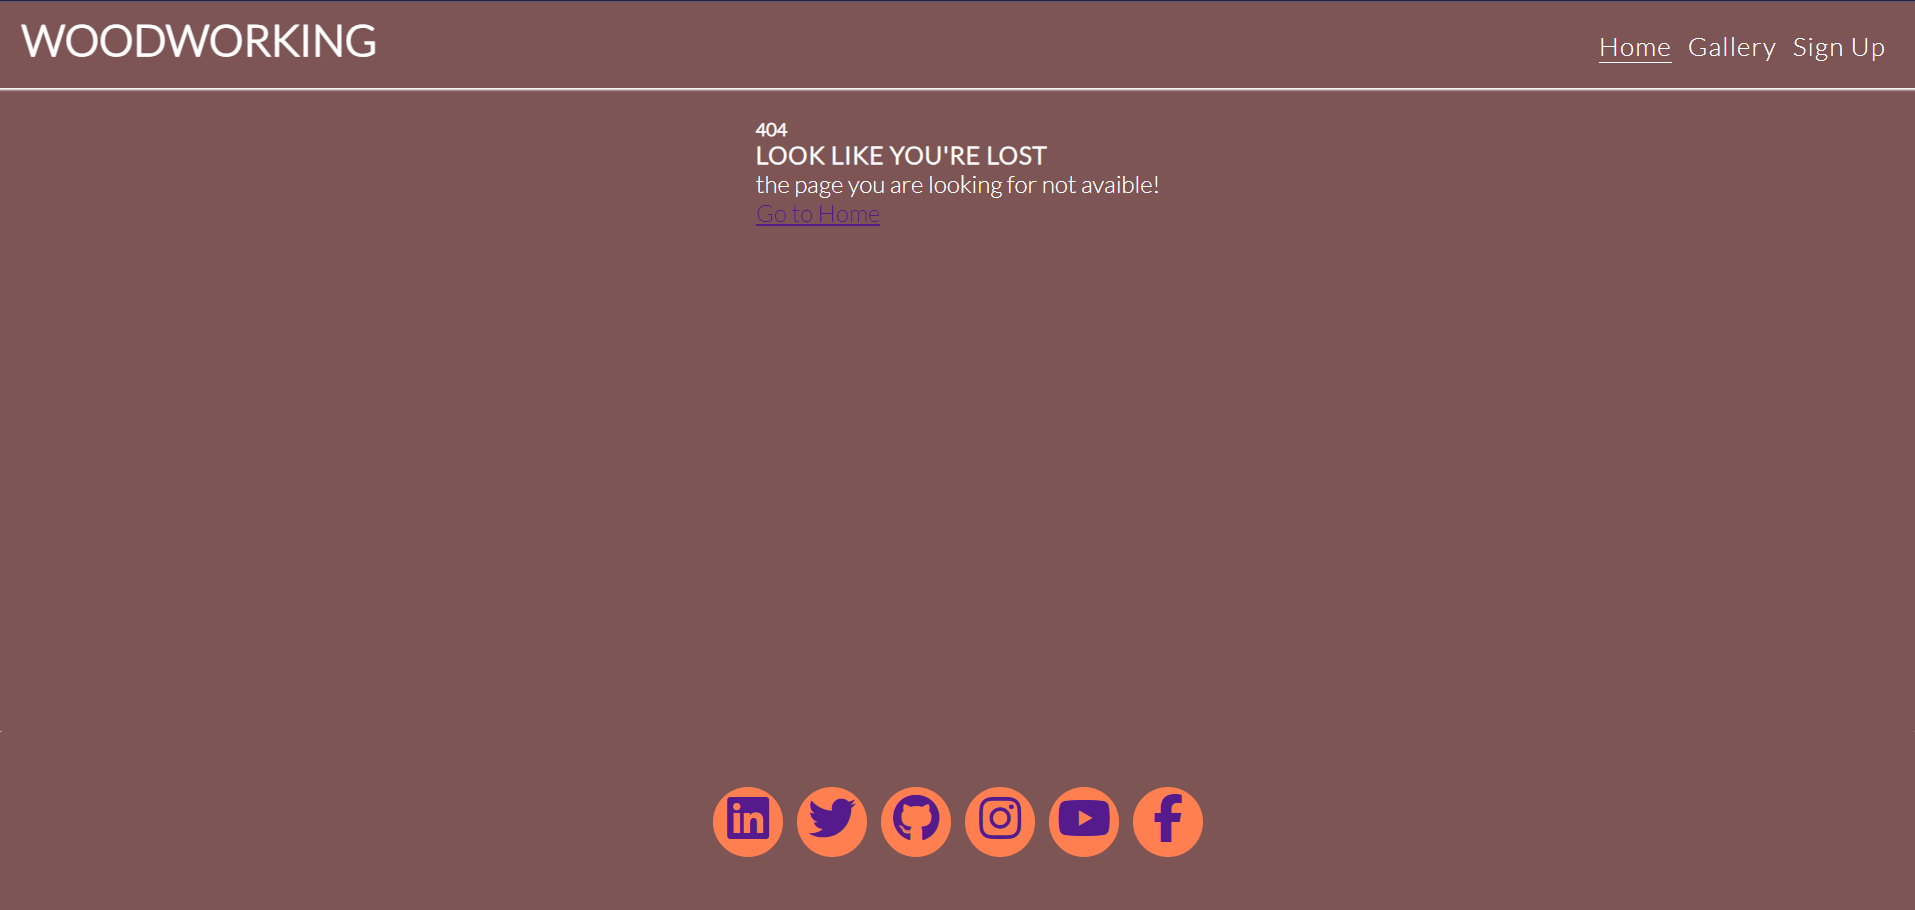 WOODWORKING
Home Gallery Sign Up
404
LOOK LIKE YOU'RE LOST
the page you are looking for not avaible!
Go to Home